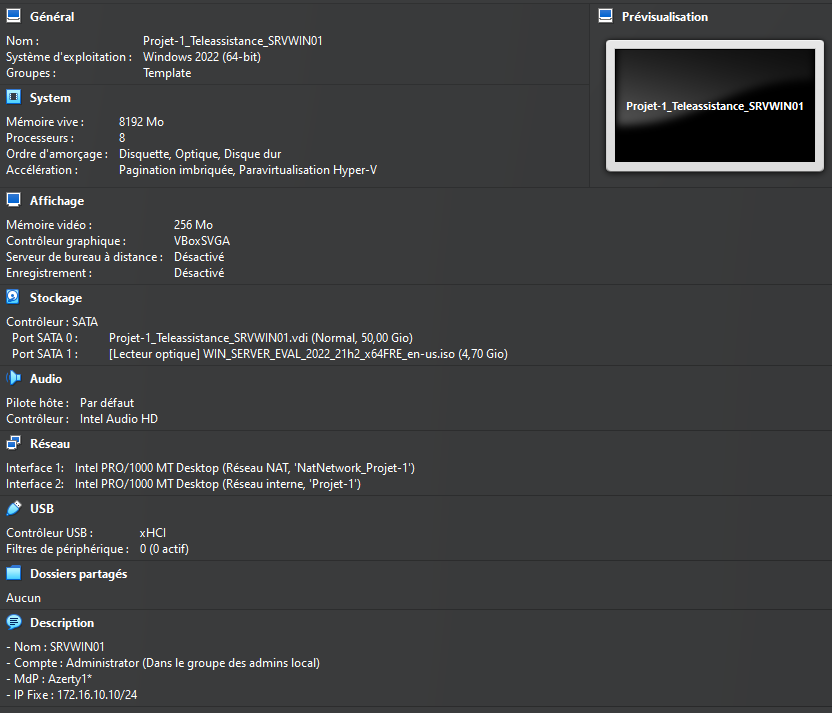 Général
Nom : Projet-1_Teleassistance_SRVWIN01
Système d'exploitation : Windows 2022 (64-bit)
Groupes : Template
Prévisualisation
Projet-1_Teleassistance_SRVWIN01
System
Mémoire vive : 8192 Mo
Processeurs : 8
Ordre d'amorçage : Disquette, Optique, Disque dur
Accélération : Pagination imbriquée, Paravirtualisation Hyper-V
Affichage
Mémoire vidéo : 256 Mo
Contrôleur graphique : VBoxSVGA
Serveur de bureau à distance : Désactivé
Enregistrement : Désactivé
Stockage
Contrôleur : SATA
Port SATA 0 : Projet-1_Teleassistance_SRVWIN01.vdi (Normal, 50,00 Gio)
Port SATA 1 : [Lecteur optique] WIN_SERVER_EVAL_2022_21h2_x64FRE_en-us.iso (4,70 Gio)
Audio
Pilote hôte : Par défaut
Contrôleur : Intel Audio HD
Réseau
Interface 1: Intel PRO/1000 MT Desktop (Réseau NAT, 'NatNetwork_Projet-1')
Interface 2: Intel PRO/1000 MT Desktop (Réseau interne, 'Projet-1')
USB
Contrôleur USB : xHCI
Filtres de périphérique : 0 (0 actif)
Dossiers partagés
Aucun
Description
- Nom : SRVWIN01
- Compte : Administrator (Dans le groupe des admins local)
- MdP : Azerty1*
- IP Fixe : 172.16.10.10/24